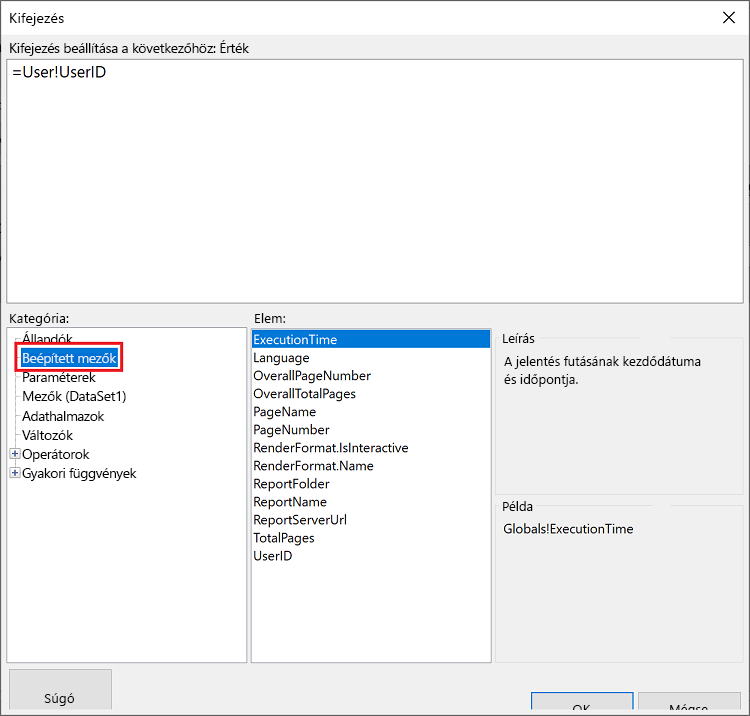 Kifejezés
Kifejezés beállítása a következőhöz: Érték
=User!UserID
Kategória:
Állandók
Beépített mezők
Paraméterek
Mezők (DataSet1)
Adathalmazok
Változók
Operátorok
Gyakori függvények
Elem:
ExecutionTime
Language
OverallPageNumber
OverallTotalPages
PageName
PageNumber
RenderFormat.IsInteractive
RenderFormat.Name
ReportFolder
ReportName
ReportServerUrl
TotalPages
UserID
Leírás
A jelentés futásának kezdődátuma
és időpontja.
Példa
Globals!ExecutionTime
Súgó
OK
Mégse